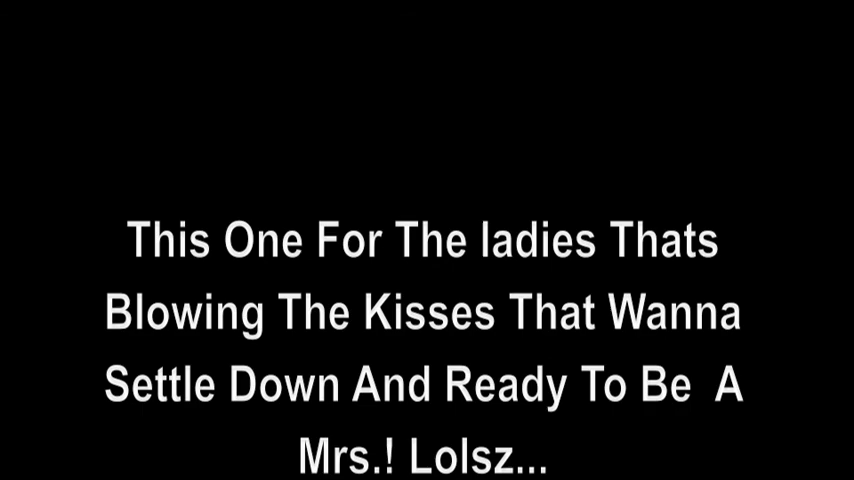 This One For The ladies Thats
Blowing The Kisses That Wanna
Settle Down And Ready To Be  A
Mrs.! Lolsz...